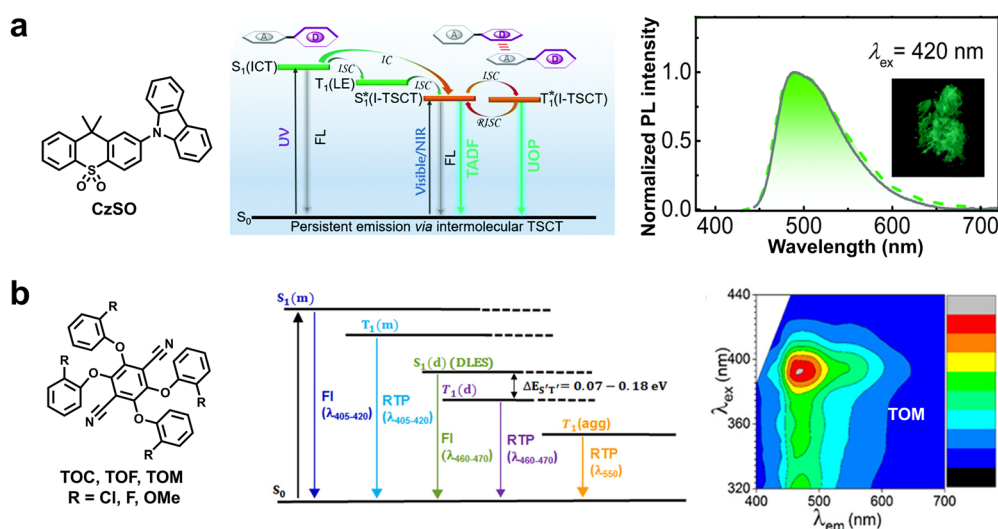 a
N
S
O O
CzSO
A D
D
A
A D
S₁(ICT)
IC
ISC
T₁(LE)
ISC
ISC
S₁*(I-TSCT)
T₁*(I-TSCT)
RISC
UV
FL
Visible/NIR
FL
TADF
UOP
S₀
Persistent emission via intermolecular TSCT
Normalized PL intensity
1.0
0.5
0.0
λex = 420 nm
400 500 600 700
Wavelength (nm)
b
R
R
O
CN
O
O
R
NC
O
R
TOC, TOF, TOM
R = Cl, F, OMe
S₁(m)
T₁(m)
S₁(d) (DLES)
T₁(d)
ΔE_S'T' = 0.07 − 0.18 eV
T₁(agg)
Fl
(λ405-420)
RTP
(λ405-420)
Fl
(λ460-470)
RTP
(λ460-470)
RTP
(λ550)
S₀
λex (nm)
440
400
360
320
TOM
400 500 600 700
λem (nm)